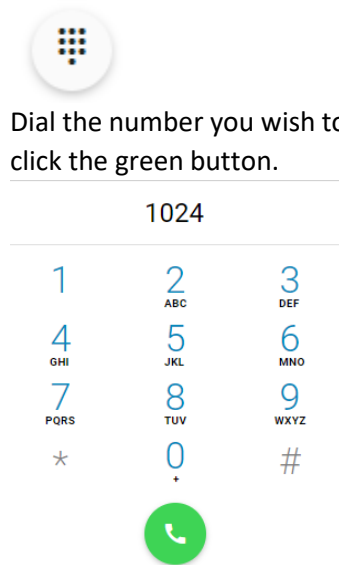 Dial the number you wish to
click the green button.
1024
1 2 3
ABC DEF
4 5 6
GHI JKL MNO
7 8 9
PQRS TUV WXYZ
* 0 #
+